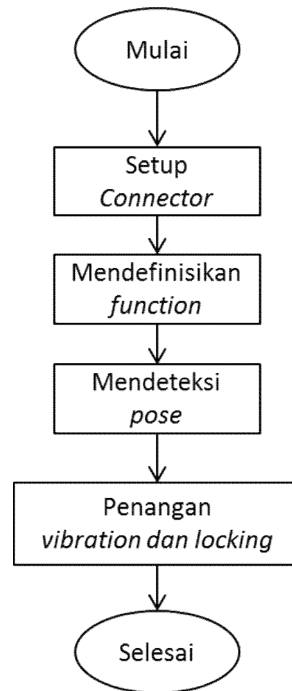 Mulai
Setup
Connector
Mendefinisikan
function
Mendeteksi
pose
Penangan
vibration dan locking
Selesai